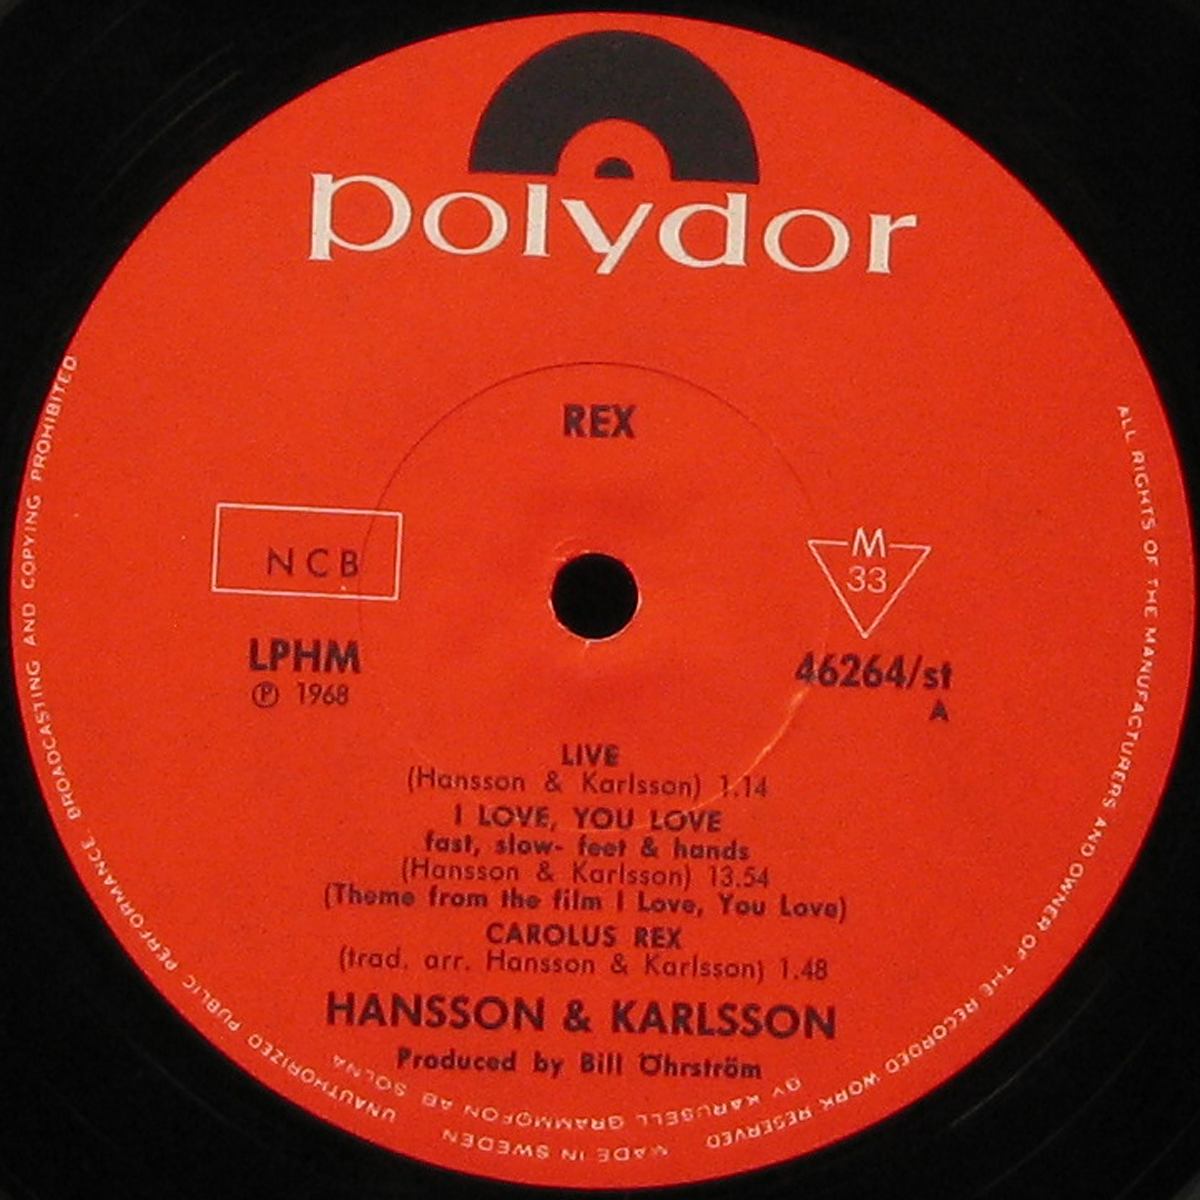 polydor
REX
NCB
M
33
LPHM
℗ 1968
46264/st
A
LIVE
(Hansson & Karlsson) 1.14
I LOVE, YOU LOVE
fast, slow- feet & hands
(Hansson & Karlsson) 13.54
(Theme from the film I Love, You Love)
CAROLUS REX
(trad. arr. Hansson & Karlsson) 1.48
HANSSON & KARLSSON
Produced by Bill Öhrström
ALL RIGHTS OF THE MANUFACTURERS AND OWNER OF THE RECORDED WORK RESERVED
MADE IN SWEDEN
BY KARUSELL GRAMMOFON AB SOLNA
UNAUTHORIZED PUBLIC PERFORMANCE, BROADCASTING AND COPYING PROHIBITED